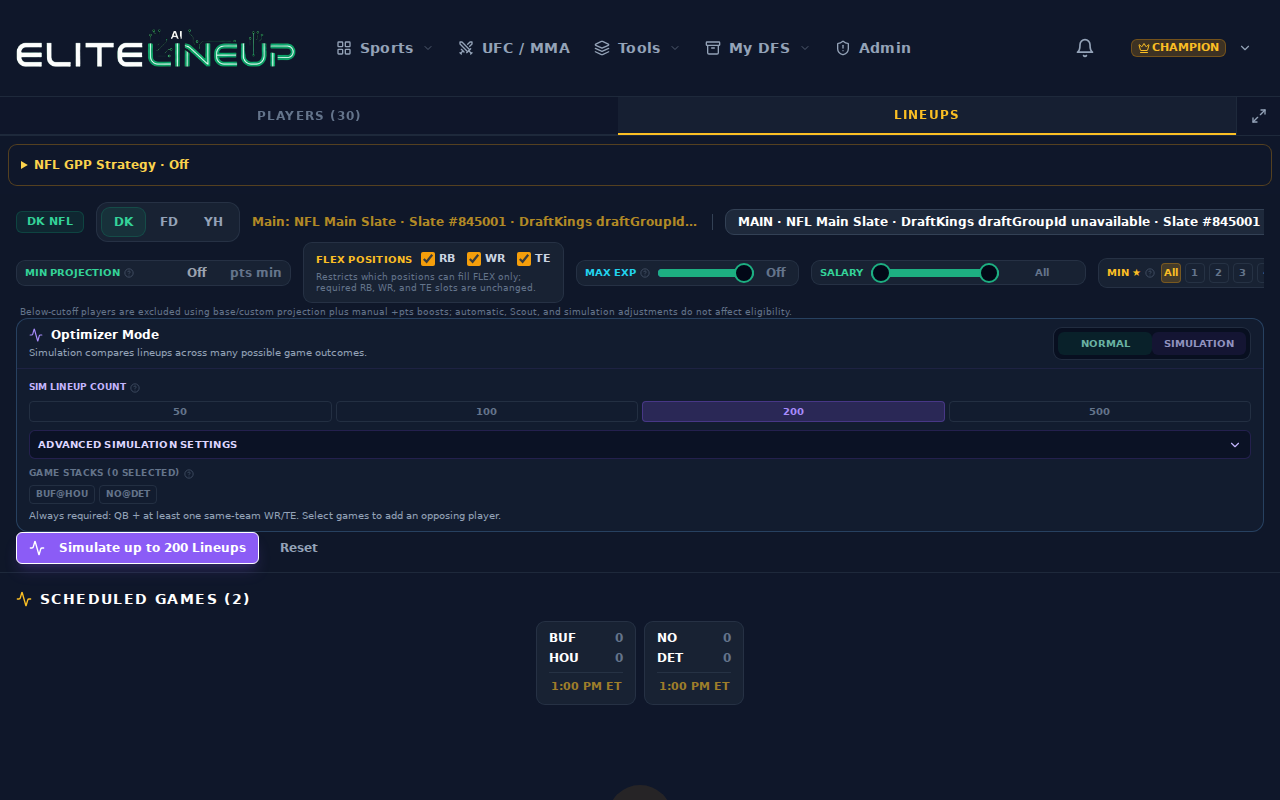 ELITELINEUP AI
Sports
UFC / MMA
Tools
My DFS
Admin
CHAMPION
PLAYERS (30)
LINEUPS
NFL GPP Strategy · Off
DK NFL
DK FD YH
Main: NFL Main Slate · Slate #845001 · DraftKings draftGroupId...
MAIN · NFL Main Slate · DraftKings draftGroupId unavailable · Slate #845001
MIN PROJECTION Off pts min
FLEX POSITIONS RB WR TE
Restricts which positions can fill FLEX only;
required RB, WR, and TE slots are unchanged.
MAX EXP Off
SALARY All
MIN ★ All 1 2 3
Below-cutoff players are excluded using base/custom projection plus manual +pts boosts; automatic, Scout, and simulation adjustments do not affect eligibility.
Optimizer Mode
Simulation compares lineups across many possible game outcomes.
NORMAL SIMULATION
SIM LINEUP COUNT
50 100 200 500
ADVANCED SIMULATION SETTINGS
GAME STACKS (0 SELECTED)
BUF@HOU NO@DET
Always required: QB + at least one same-team WR/TE. Select games to add an opposing player.
Simulate up to 200 Lineups
Reset
SCHEDULED GAMES (2)
BUF 0
HOU 0
1:00 PM ET
NO 0
DET 0
1:00 PM ET